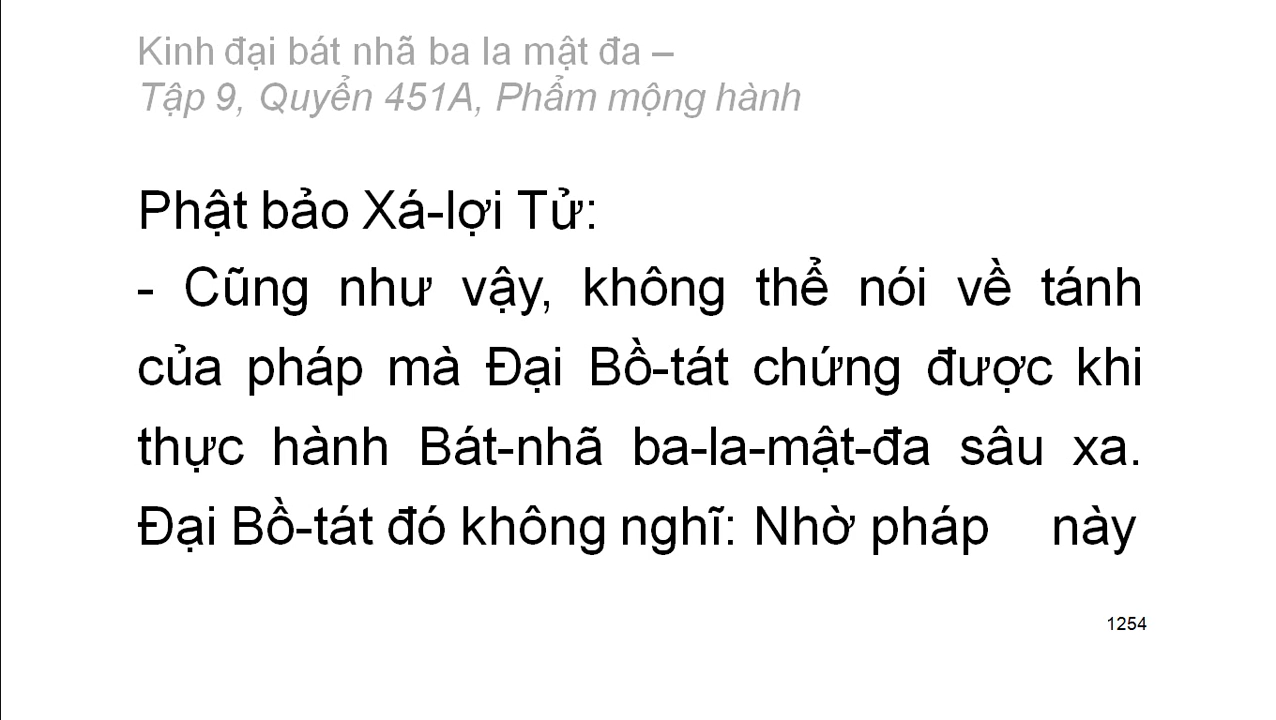 Kinh đại bát nhã ba la mật đa –
Tập 9, Quyển 451A, Phẩm mộng hành
Phật bảo Xá-lợi Tử:
- Cũng như vậy, không thể nói về tánh
của pháp mà Đại Bồ-tát chứng được khi
thực hành Bát-nhã ba-la-mật-đa sâu xa.
Đại Bồ-tát đó không nghĩ: Nhờ pháp này
1254